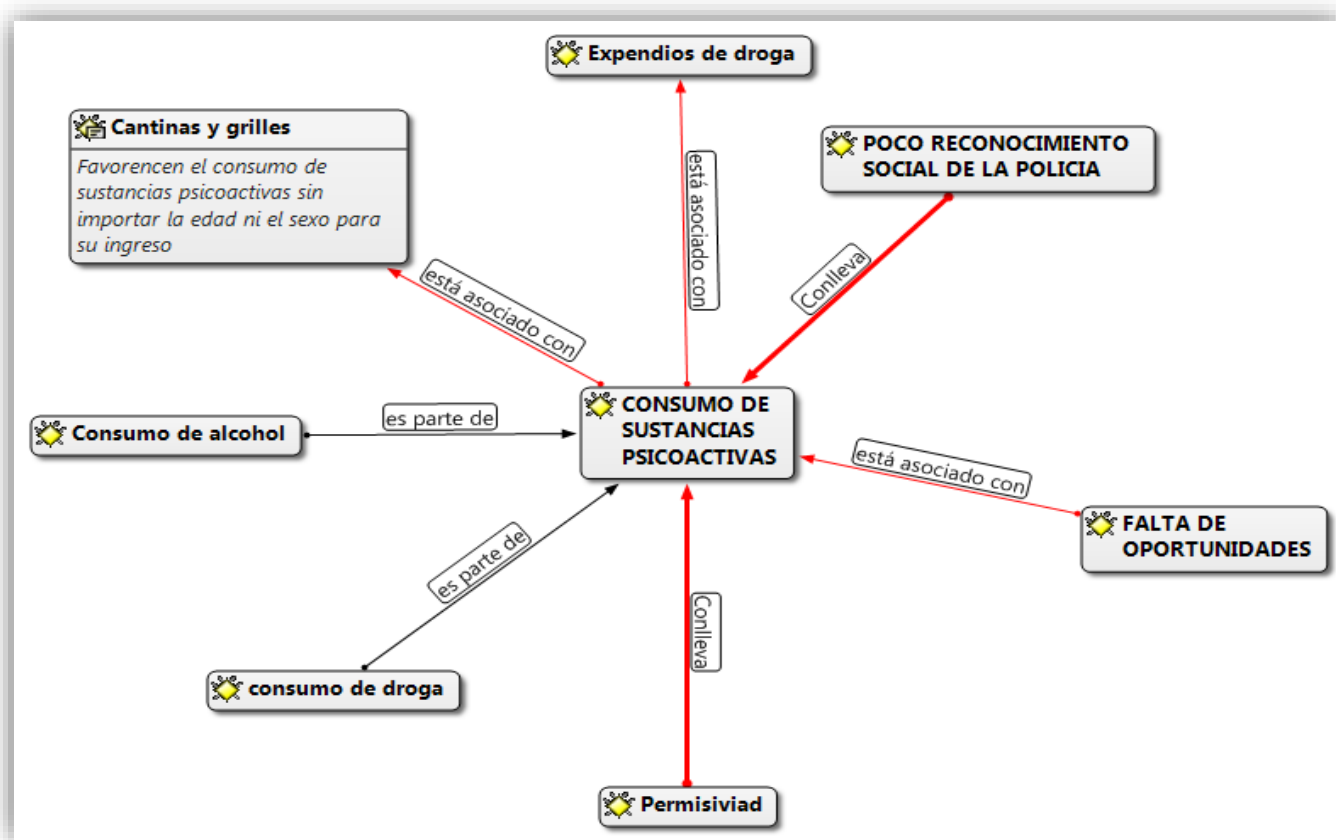 Expendios de droga
Cantinas y grilles
Favorencen el consumo de
sustancias psicoactivas sin
importar la edad ni el sexo para
su ingreso
POCO RECONOCIMIENTO
SOCIAL DE LA POLICIA
está asociado con
Conlleva
está asociado con
CONSUMO DE
SUSTANCIAS
PSICOACTIVAS
Consumo de alcohol
es parte de
está asociado con
FALTA DE
OPORTUNIDADES
es parte de
Conlleva
consumo de droga
Permisiviad